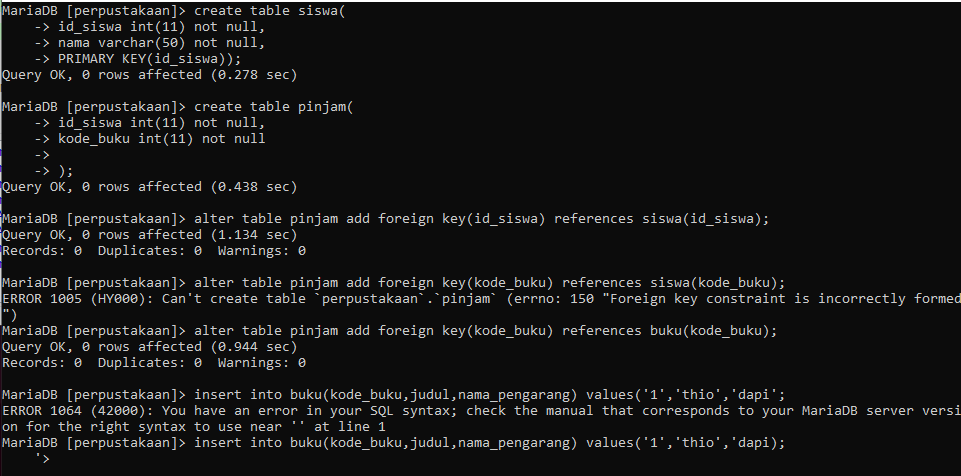 MariaDB [perpustakaan]> create table siswa(
    -> id_siswa int(11) not null,
    -> nama varchar(50) not null,
    -> PRIMARY KEY(id_siswa));
Query OK, 0 rows affected (0.278 sec)

MariaDB [perpustakaan]> create table pinjam(
    -> id_siswa int(11) not null,
    -> kode_buku int(11) not null
    ->
    -> );
Query OK, 0 rows affected (0.438 sec)

MariaDB [perpustakaan]> alter table pinjam add foreign key(id_siswa) references siswa(id_siswa);
Query OK, 0 rows affected (1.134 sec)
Records: 0  Duplicates: 0  Warnings: 0

MariaDB [perpustakaan]> alter table pinjam add foreign key(kode_buku) references siswa(kode_buku);
ERROR 1005 (HY000): Can't create table `perpustakaan`.`pinjam` (errno: 150 "Foreign key constraint is incorrectly formed
")
MariaDB [perpustakaan]> alter table pinjam add foreign key(kode_buku) references buku(kode_buku);
Query OK, 0 rows affected (0.944 sec)
Records: 0  Duplicates: 0  Warnings: 0

MariaDB [perpustakaan]> insert into buku(kode_buku,judul,nama_pengarang) values('1','thio','dapi';
ERROR 1064 (42000): You have an error in your SQL syntax; check the manual that corresponds to your MariaDB server versi
on for the right syntax to use near '' at line 1
MariaDB [perpustakaan]> insert into buku(kode_buku,judul,nama_pengarang) values('1','thio','dapi);
    '>